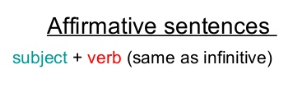 Affirmative sentences
subject + verb (same as infinitive)